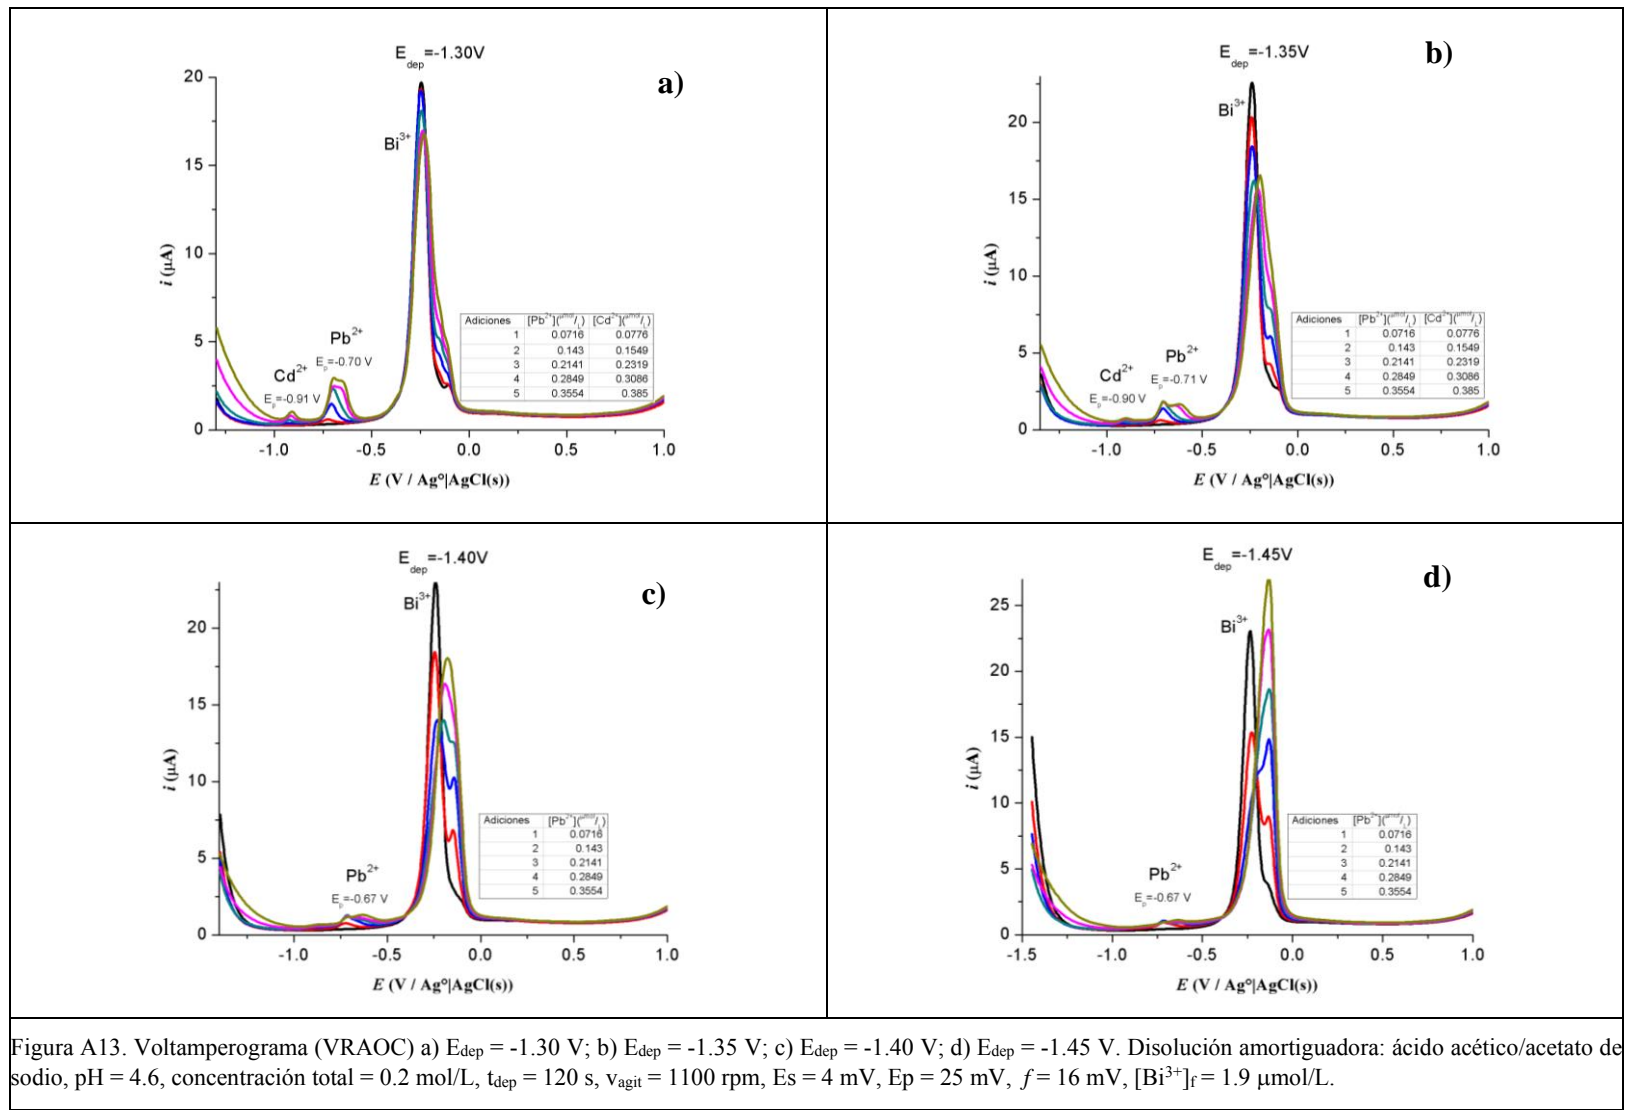 E_dep=-1.30V
a)
20
15
10
5
0
Bi³⁺
Pb²⁺
E_p=-0.70 V
Cd²⁺
E_p=-0.91 V
i (µA)
Adiciones [Pb²⁺](µmol/L) [Cd²⁺](µmol/L)
1 0.0716 0.0776
2 0.143 0.1549
3 0.2141 0.2319
4 0.2849 0.3086
5 0.3554 0.385
-1.0 -0.5 0.0 0.5 1.0
E (V / Ag°|AgCl(s))
E_dep=-1.35V
b)
20
15
10
5
0
Bi³⁺
Pb²⁺
E_p=-0.71 V
Cd²⁺
E_p=-0.90 V
i (µA)
Adiciones [Pb²⁺](µmol/L) [Cd²⁺](µmol/L)
1 0.0716 0.0776
2 0.143 0.1549
3 0.2141 0.2319
4 0.2849 0.3086
5 0.3554 0.385
-1.0 -0.5 0.0 0.5 1.0
E (V / Ag°|AgCl(s))
E_dep=-1.40V
c)
20
15
10
5
0
Bi³⁺
Pb²⁺
E_p=-0.67 V
i (µA)
Adiciones [Pb²⁺](µmol/L)
1 0.0716
2 0.143
3 0.2141
4 0.2849
5 0.3554
-1.0 -0.5 0.0 0.5 1.0
E (V / Ag°|AgCl(s))
E_dep=-1.45V
d)
25
20
15
10
5
0
Bi³⁺
Pb²⁺
E_p=-0.67 V
i (µA)
Adiciones [Pb²⁺](µmol/L)
1 0.0716
2 0.143
3 0.2141
4 0.2849
5 0.3554
-1.5 -1.0 -0.5 0.0 0.5 1.0
E (V / Ag°|AgCl(s))
Figura A13. Voltamperograma (VRAOC) a) E_dep = -1.30 V; b) E_dep = -1.35 V; c) E_dep = -1.40 V; d) E_dep = -1.45 V. Disolución amortiguadora: ácido acético/acetato de
sodio, pH = 4.6, concentración total = 0.2 mol/L, t_dep = 120 s, v_agit = 1100 rpm, Es = 4 mV, Ep = 25 mV, f = 16 mV, [Bi³⁺]_f = 1.9 µmol/L.